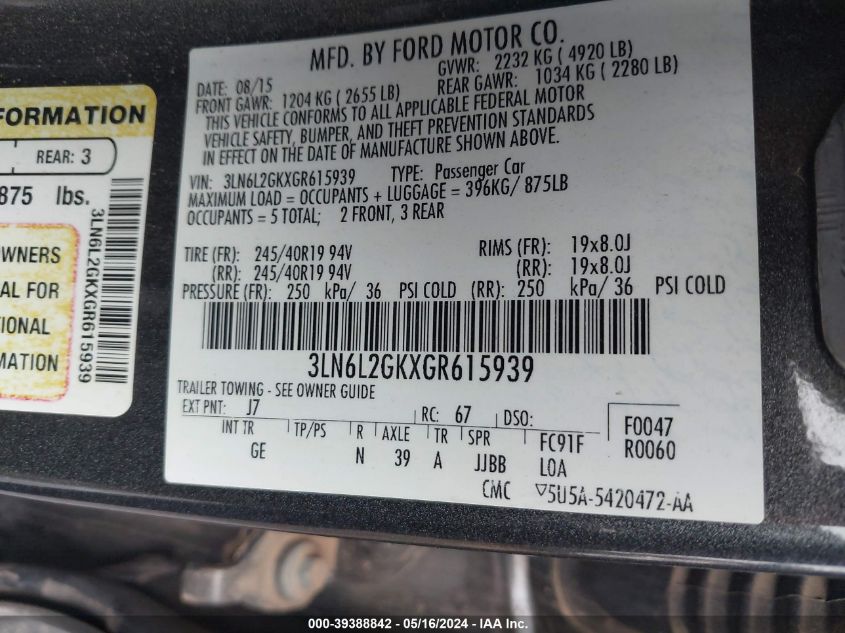 FORMATION
REAR: 3
875 lbs.
OWNERS
AL FOR
IONAL
MATION
3LN6L2GKXGR615939
MFD. BY FORD MOTOR CO.
DATE: 08/15 GVWR: 2232 KG ( 4920 LB)
FRONT GAWR: 1204 KG ( 2655 LB) REAR GAWR: 1034 KG ( 2280 LB)
THIS VEHICLE CONFORMS TO ALL APPLICABLE FEDERAL MOTOR
VEHICLE SAFETY, BUMPER, AND THEFT PREVENTION STANDARDS
IN EFFECT ON THE DATE OF MANUFACTURE SHOWN ABOVE.
VIN: 3LN6L2GKXGR615939 TYPE: Passenger Car
MAXIMUM LOAD = OCCUPANTS + LUGGAGE = 396KG/ 875LB
OCCUPANTS = 5 TOTAL; 2 FRONT, 3 REAR
TIRE (FR): 245/40R19 94V RIMS (FR): 19x8.0J
(RR): 245/40R19 94V (RR): 19x8.0J
PRESSURE (FR): 250 kPa/ 36 PSI COLD (RR): 250 kPa/ 36 PSI COLD
3LN6L2GKXGR615939
TRAILER TOWING - SEE OWNER GUIDE
EXT PNT: J7 RC: 67 DSO: F0047
INT TR TP/PS R AXLE TR SPR FC91F R0060
GE N 39 A JJBB LOA
CMC ▽5U5A-5420472-AA
000-39388842 - 05/16/2024 - IAA Inc.